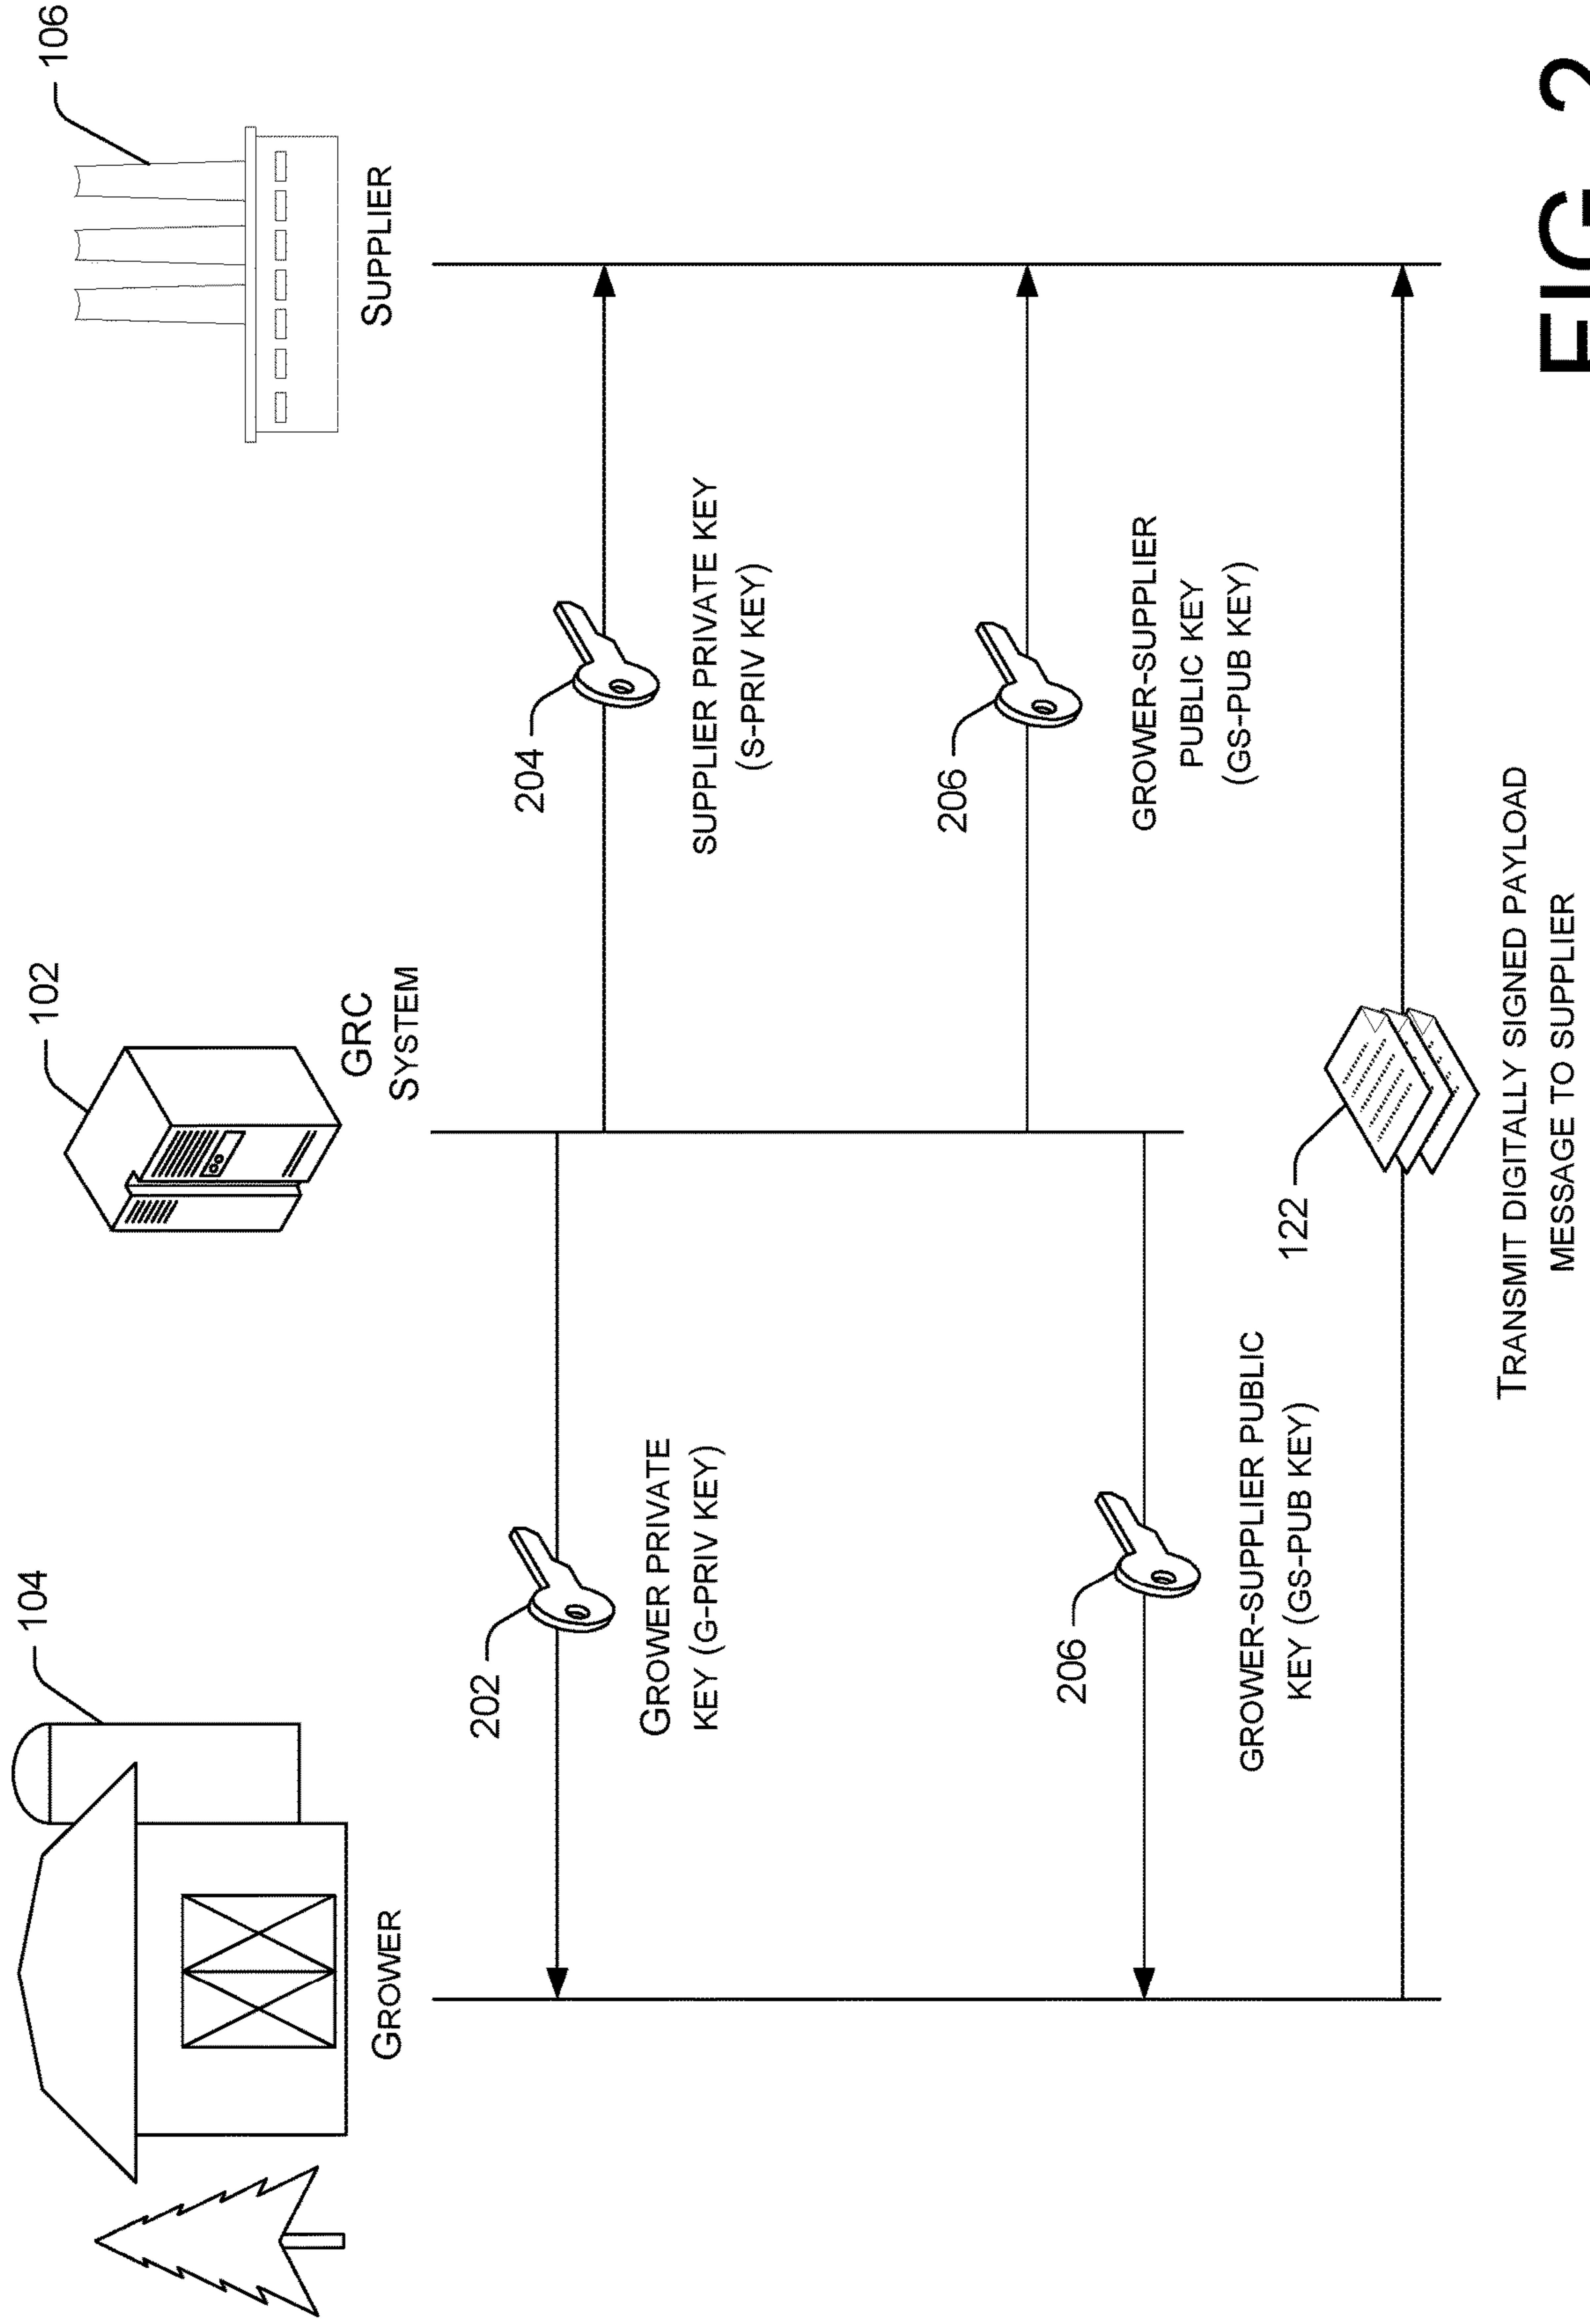 104
GROWER
102
GRC
SYSTEM
106
SUPPLIER
202
GROWER PRIVATE
KEY (G-PRIV KEY)
204
SUPPLIER PRIVATE KEY
(S-PRIV KEY)
206
GROWER-SUPPLIER
PUBLIC KEY
(GS-PUB KEY)
206
GROWER-SUPPLIER PUBLIC
KEY (GS-PUB KEY)
122
TRANSMIT DIGITALLY SIGNED PAYLOAD
MESSAGE TO SUPPLIER
FIG. 2